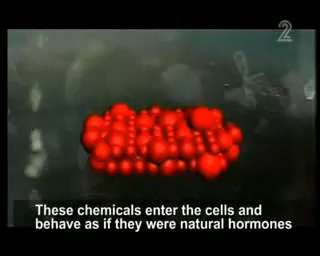 2
These chemicals enter the cells and
behave as if they were natural hormones